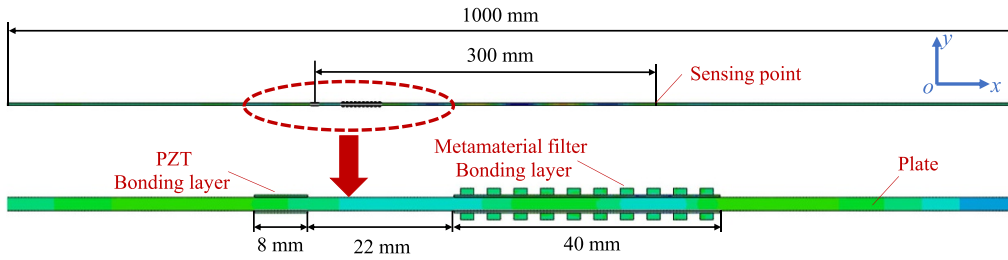 1000 mm
300 mm
y
Sensing point
o
x
Metamaterial filter
Bonding layer
PZT
Bonding layer
Plate
8 mm
22 mm
40 mm